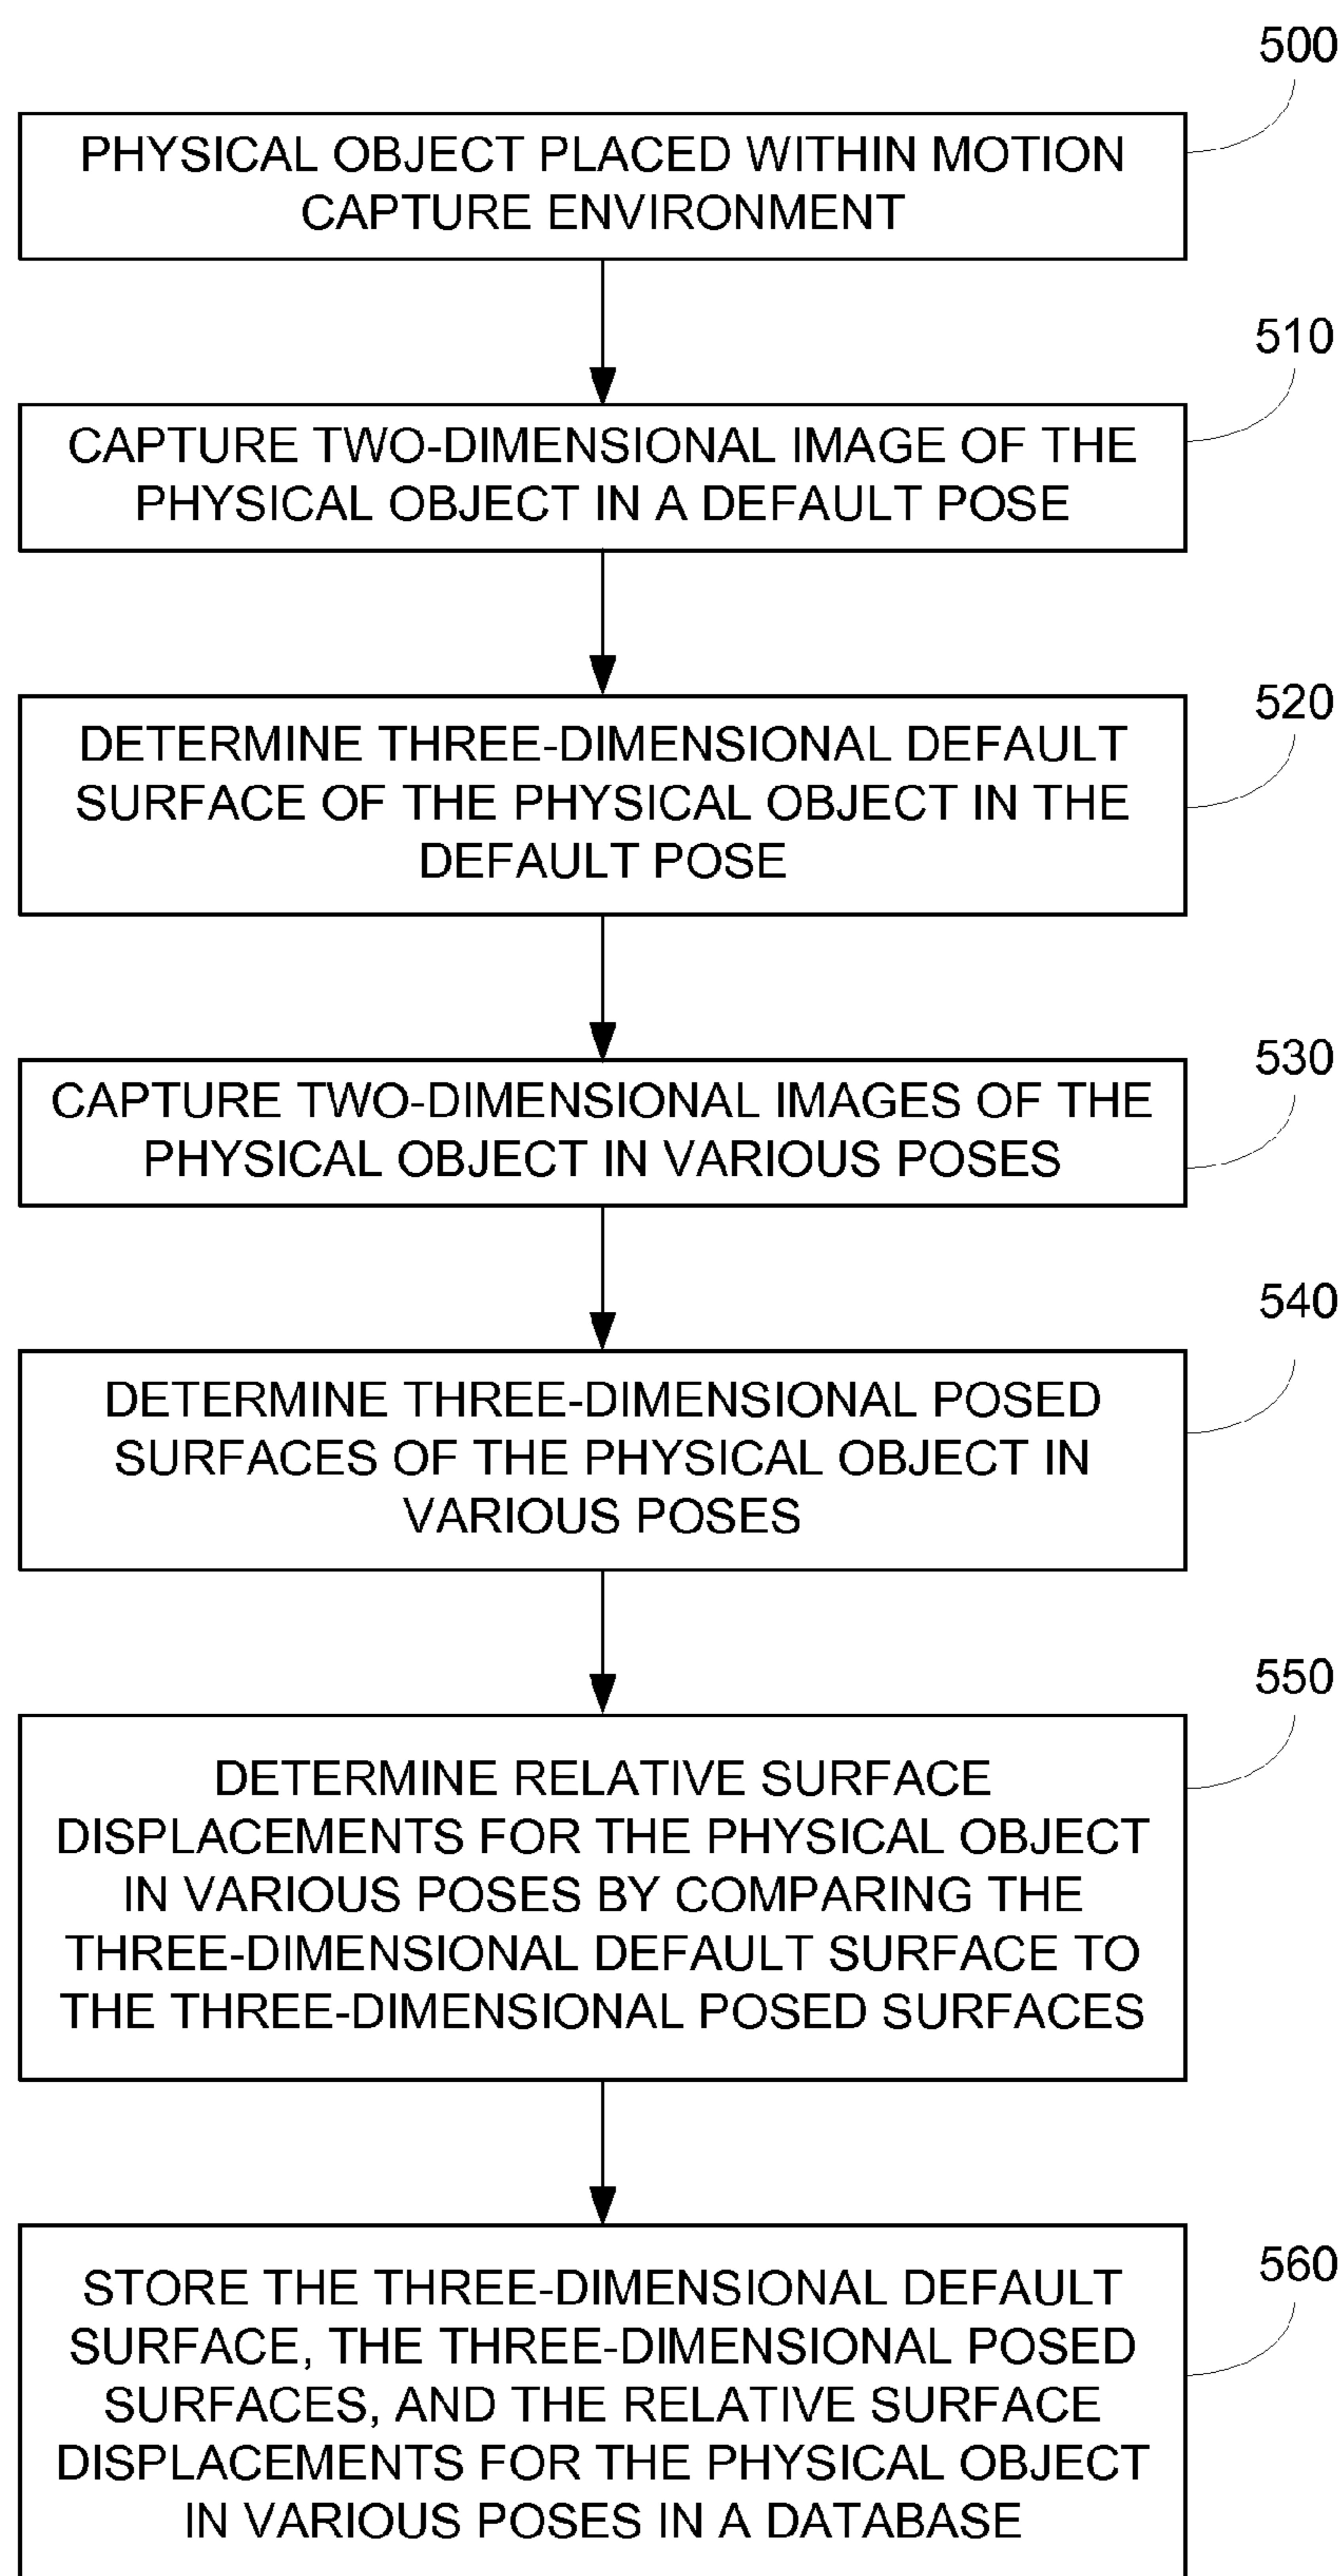 500
PHYSICAL OBJECT PLACED WITHIN MOTION
CAPTURE ENVIRONMENT
510
CAPTURE TWO-DIMENSIONAL IMAGE OF THE
PHYSICAL OBJECT IN A DEFAULT POSE
520
DETERMINE THREE-DIMENSIONAL DEFAULT
SURFACE OF THE PHYSICAL OBJECT IN THE
DEFAULT POSE
530
CAPTURE TWO-DIMENSIONAL IMAGES OF THE
PHYSICAL OBJECT IN VARIOUS POSES
540
DETERMINE THREE-DIMENSIONAL POSED
SURFACES OF THE PHYSICAL OBJECT IN
VARIOUS POSES
550
DETERMINE RELATIVE SURFACE
DISPLACEMENTS FOR THE PHYSICAL OBJECT
IN VARIOUS POSES BY COMPARING THE
THREE-DIMENSIONAL DEFAULT SURFACE TO
THE THREE-DIMENSIONAL POSED SURFACES
560
STORE THE THREE-DIMENSIONAL DEFAULT
SURFACE, THE THREE-DIMENSIONAL POSED
SURFACES, AND THE RELATIVE SURFACE
DISPLACEMENTS FOR THE PHYSICAL OBJECT
IN VARIOUS POSES IN A DATABASE